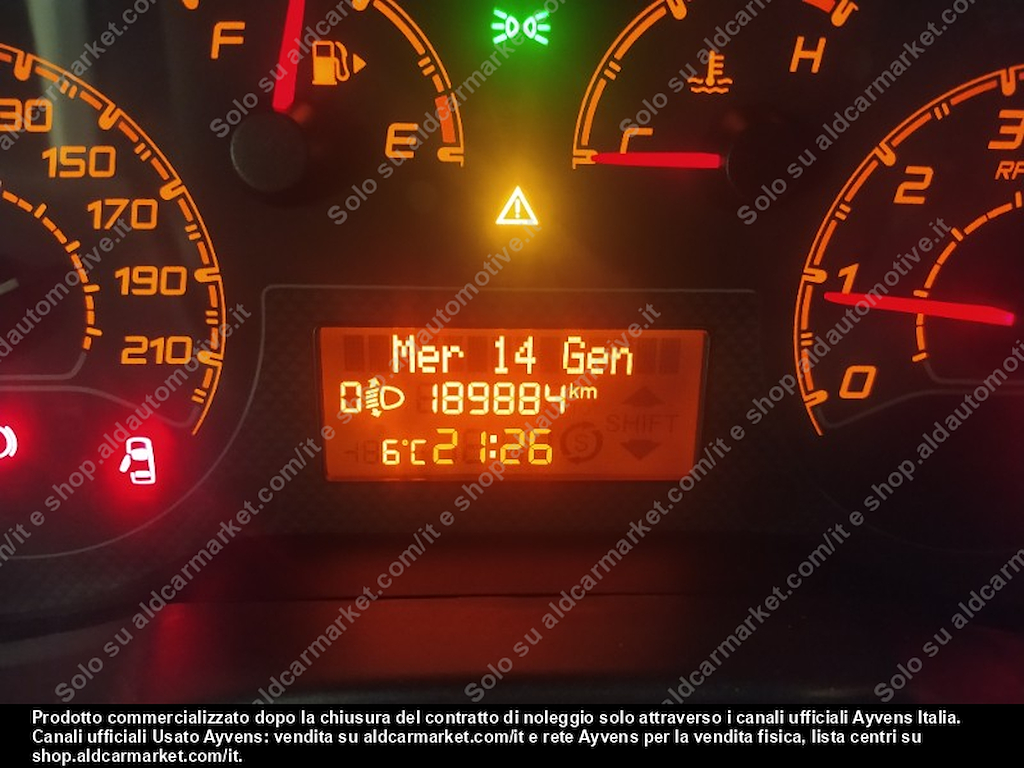 F
H
E
C
130
150
170
190
210
3
RP
2
1
0
Mer 14 Gen
0 189884 km
SHIFT
6°C 21:26
Solo su aldcarmarket.com/it e shop.aldautomotive.it
Prodotto commercializzato dopo la chiusura del contratto di noleggio solo attraverso i canali ufficiali Ayvens Italia.
Canali ufficiali Usato Ayvens: vendita su aldcarmarket.com/it e rete Ayvens per la vendita fisica, lista centri su
shop.aldcarmarket.com/it.